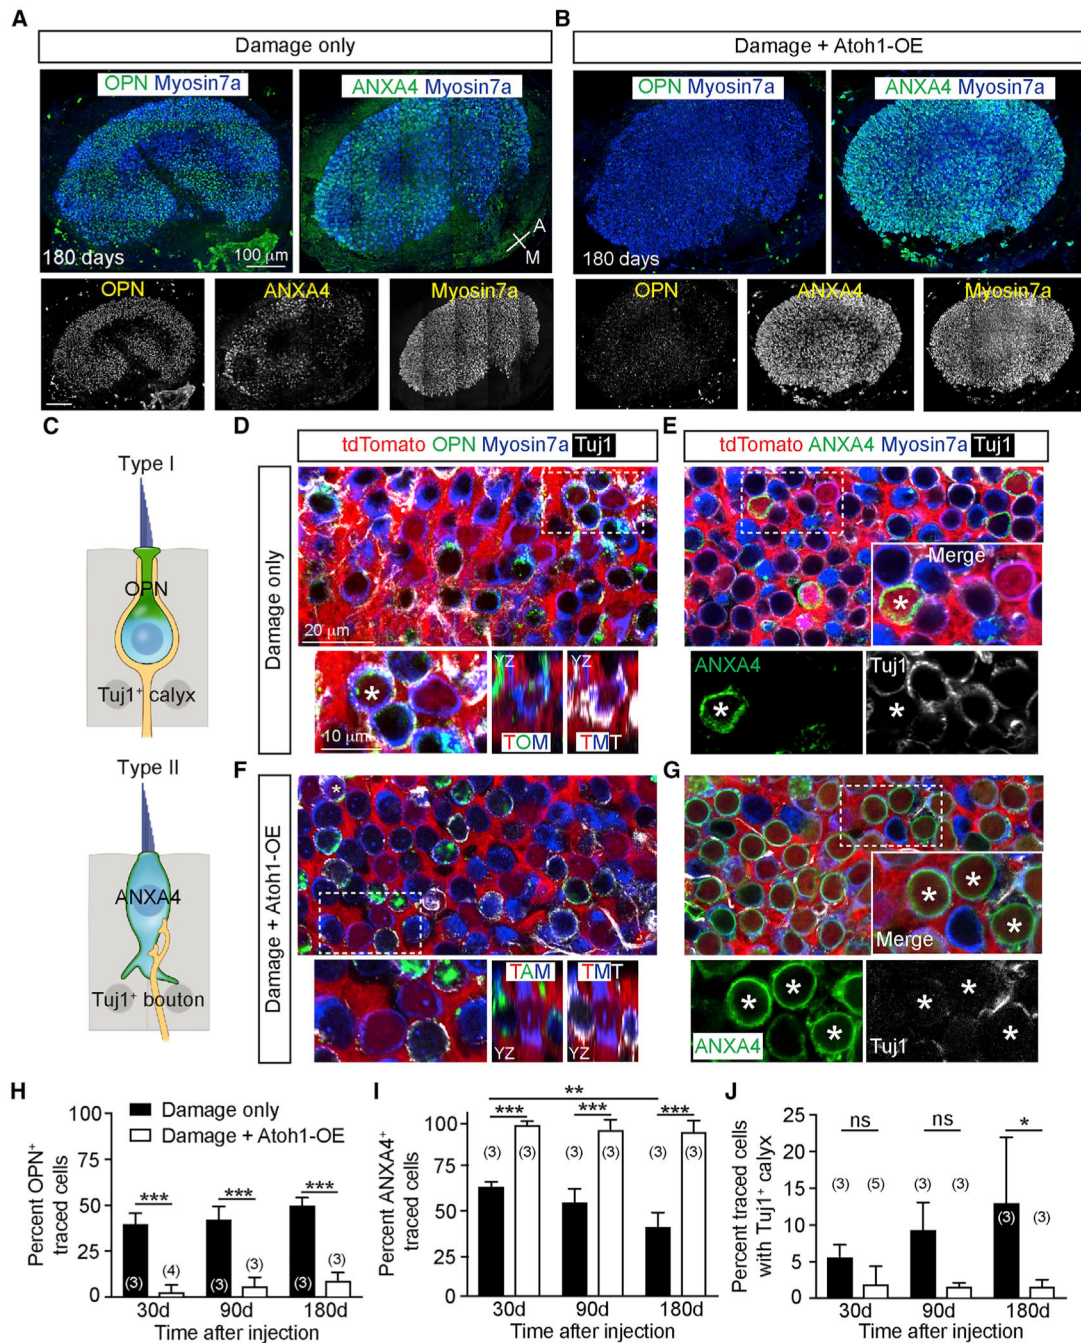 A
Damage only
OPN Myosin7a
ANXA4 Myosin7a
180 days
100 µm
A
M
OPN
ANXA4
Myosin7a
B
Damage + Atoh1-OE
OPN Myosin7a
ANXA4 Myosin7a
180 days
OPN
ANXA4
Myosin7a
C
Type I
OPN
Tuj1+ calyx
Type II
ANXA4
Tuj1+ bouton
D
tdTomato OPN Myosin7a Tuj1
Damage only
20 µm
*
10 µm
YZ
TOM
YZ
TMT
E
tdTomato ANXA4 Myosin7a Tuj1
Merge
*
ANXA4
*
Tuj1
*
F
Damage + Atoh1-OE
*
TAM
YZ
TMT
YZ
G
* * *
Merge
* * *
ANXA4
* * *
Tuj1
H
Percent OPN+
traced cells
100
75
50
25
0
Damage only
Damage + Atoh1-OE
*** *** ***
(3) (4) (3) (3) (3) (3)
30d 90d 180d
Time after injection
I
Percent ANXA4+
traced cells
100
75
50
25
0
**
*** *** ***
(3) (3) (3) (3) (3) (3)
30d 90d 180d
Time after injection
J
Percent traced cells
with Tuj1+ calyx
25
20
15
10
5
0
ns ns *
(3) (5) (3) (3) (3) (3)
30d 90d 180d
Time after injection